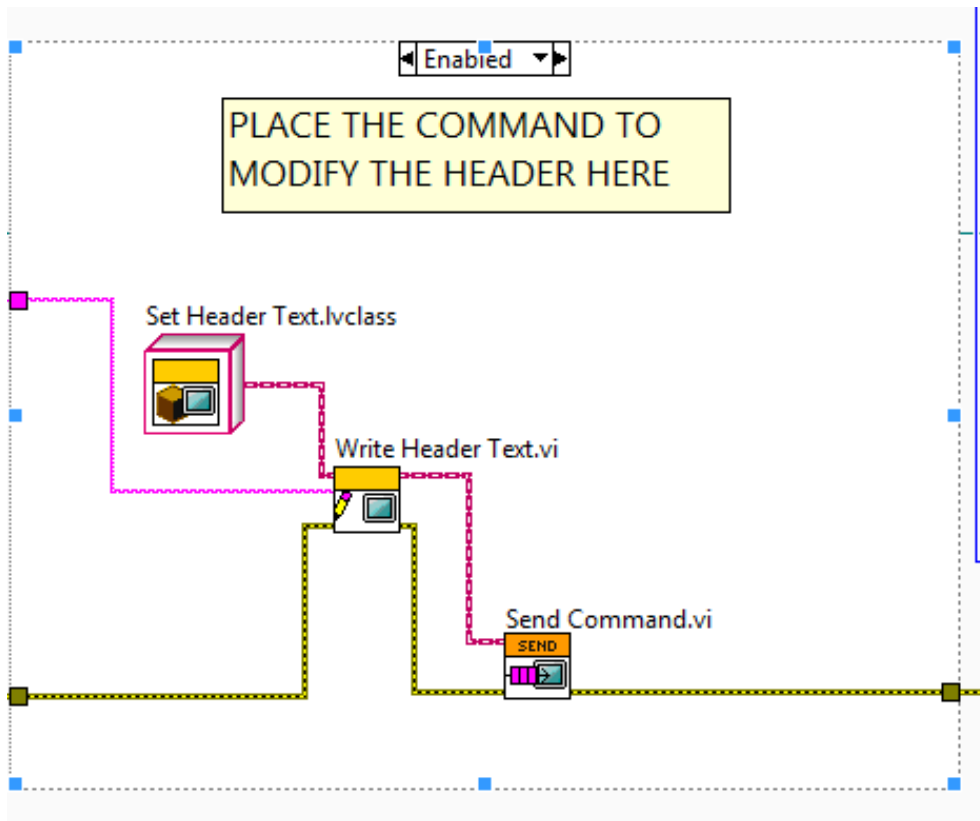 Enabled
PLACE THE COMMAND TO
MODIFY THE HEADER HERE
Set Header Text.lvclass
Write Header Text.vi
Send Command.vi
SEND